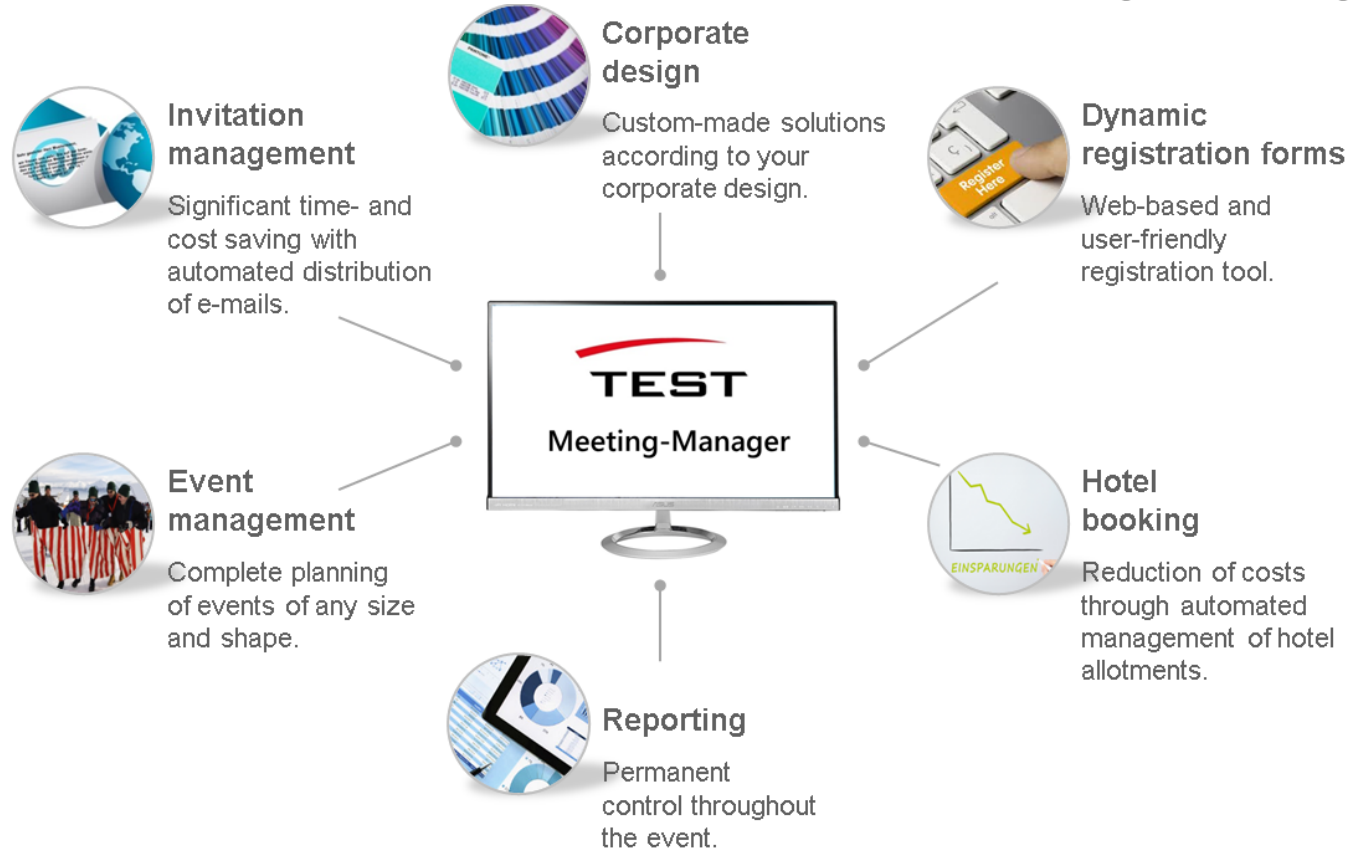 Corporate
design
Custom-made solutions
according to your
corporate design.
Invitation
management
Significant time- and
cost saving with
automated distribution
of e-mails.
Dynamic
registration forms
Web-based and
user-friendly
registration tool.
Register
Here
PANTONE
TEST
Meeting-Manager
Event
management
Complete planning
of events of any size
and shape.
Hotel
booking
Reduction of costs
through automated
management of hotel
allotments.
EINSPARUNGEN
Reporting
Permanent
control throughout
the event.